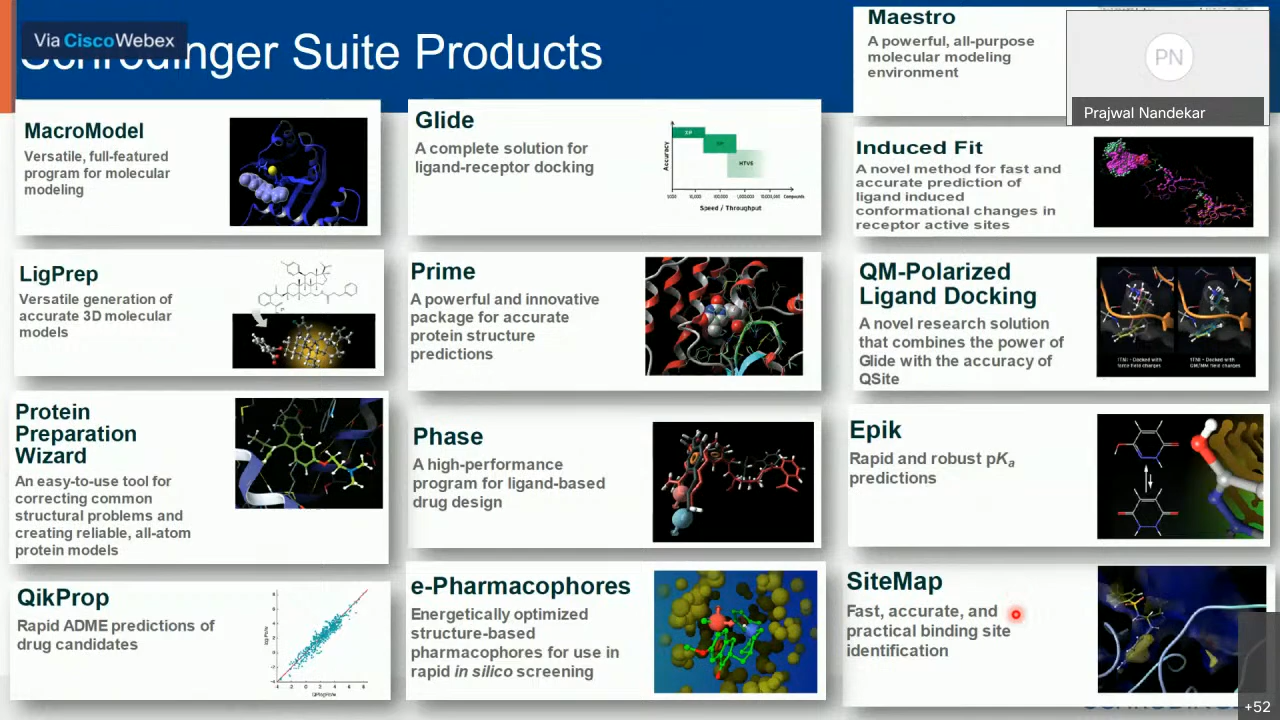 Via Cisco Webex
Schrödinger Suite Products
Maestro
A powerful, all-purpose
molecular modeling
environment
PN
Prajwal Nandekar
MacroModel
Versatile, full-featured
program for molecular
modeling
Glide
A complete solution for
ligand-receptor docking
Accuracy
XP
SP
HTVS
Compounds
Speed / Throughput
Induced Fit
A novel method for fast and
accurate prediction of
ligand induced
conformational changes in
receptor active sites
LigPrep
Versatile generation of
accurate 3D molecular
models
Prime
A powerful and innovative
package for accurate
protein structure
predictions
QM-Polarized
Ligand Docking
A novel research solution
that combines the power of
Glide with the accuracy of
QSite
Protein
Preparation
Wizard
An easy-to-use tool for
correcting common
structural problems and
creating reliable, all-atom
protein models
Phase
A high-performance
program for ligand-based
drug design
Epik
Rapid and robust pKa
predictions
QikProp
Rapid ADME predictions of
drug candidates
e-Pharmacophores
Energetically optimized
structure-based
pharmacophores for use in
rapid in silico screening
SiteMap
Fast, accurate, and
practical binding site
identification
+52